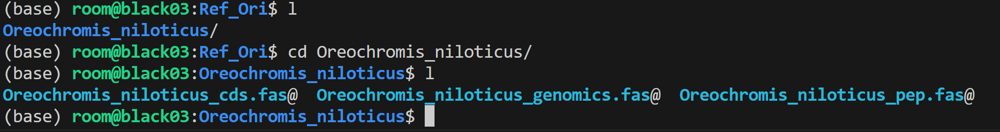 (base) room@black03:Ref_Ori$ l
Oreochromis_niloticus/
(base) room@black03:Ref_Ori$ cd Oreochromis_niloticus/
(base) room@black03:Oreochromis_niloticus$ l
Oreochromis_niloticus_cds.fas@  Oreochromis_niloticus_genomics.fas@  Oreochromis_niloticus_pep.fas@
(base) room@black03:Oreochromis_niloticus$